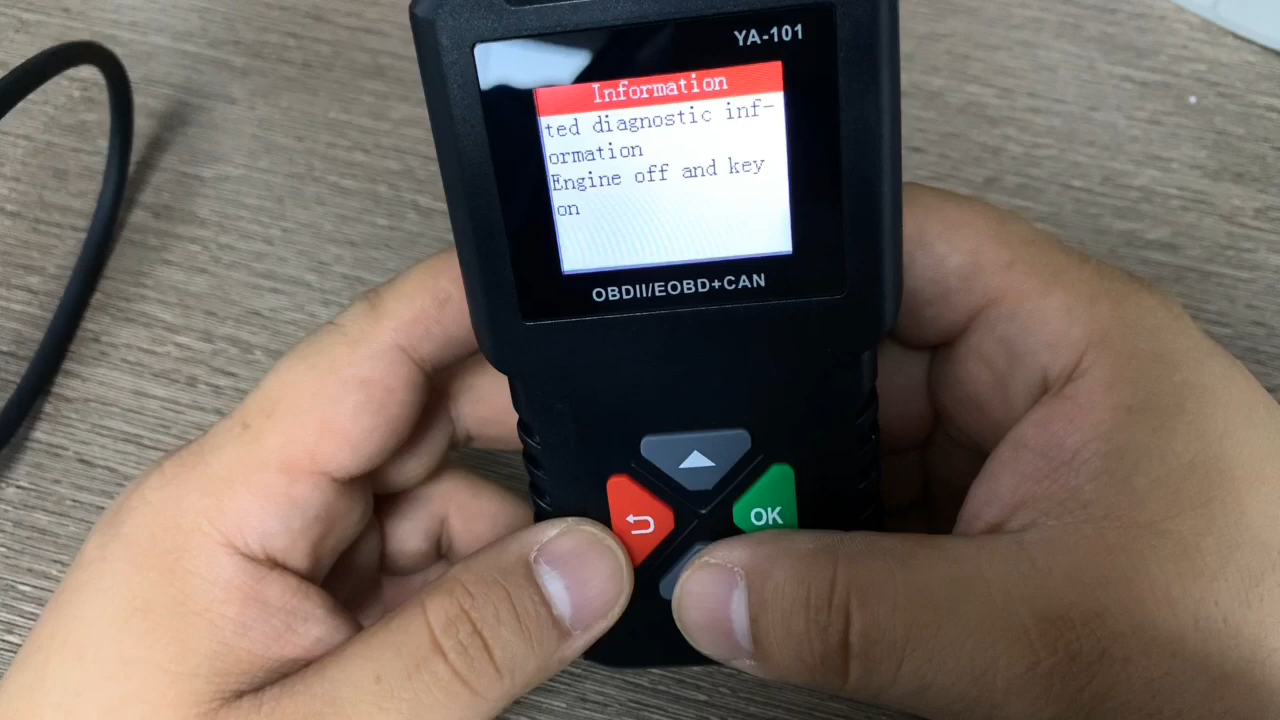 YA-101
Information
ted diagnostic inf-
ormation
Engine off and key
on
OBDII/EOBD+CAN
OK